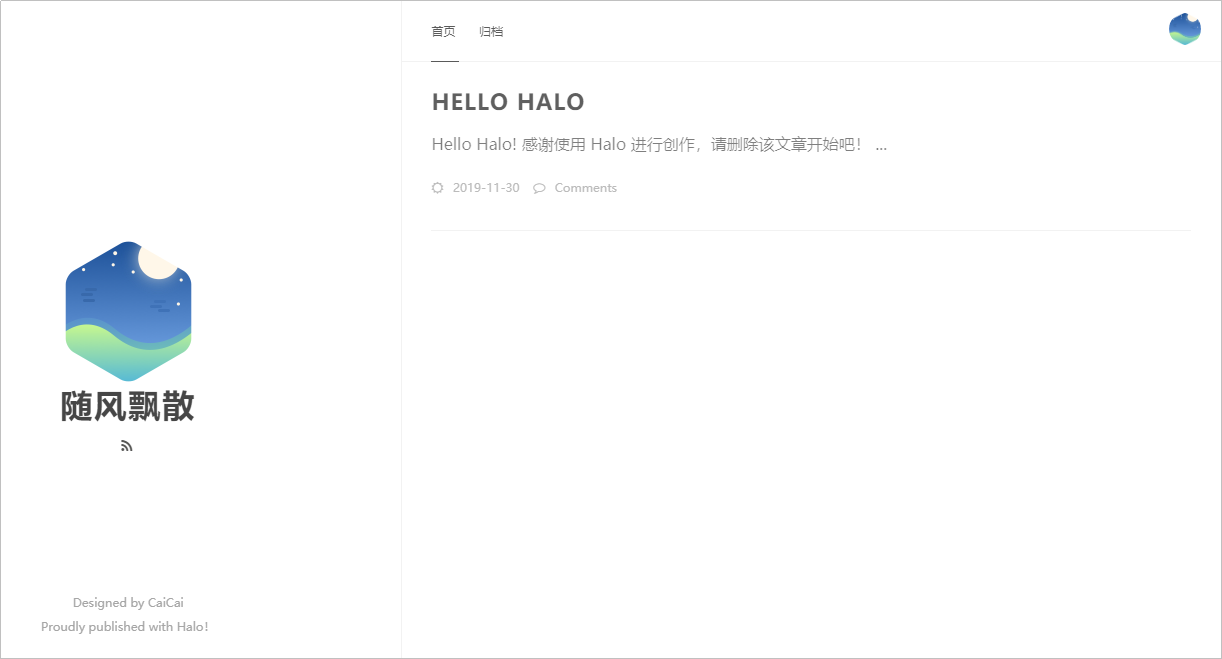 随风飘散
Designed by CaiCai
Proudly published with Halo!
首页 归档
HELLO HALO
Hello Halo! 感谢使用 Halo 进行创作，请删除该文章开始吧！ ...
2019-11-30 Comments